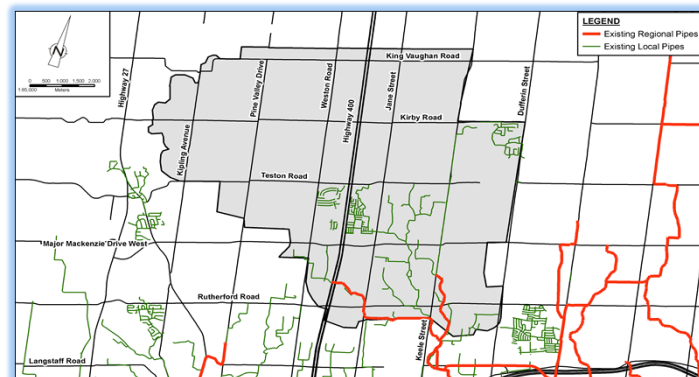 LEGEND
Existing Regional Pipes
Existing Local Pipes
N
0 500 1,000 2,000
Meters
King Vaughan Road
Highway 27
Pine Valley Drive
Weston Road
Highway 400
Jane Street
Dufferin Street
Kipling Avenue
Kirby Road
Teston Road
Major Mackenzie Drive West
Rutherford Road
Keele Street
Langstaff Road